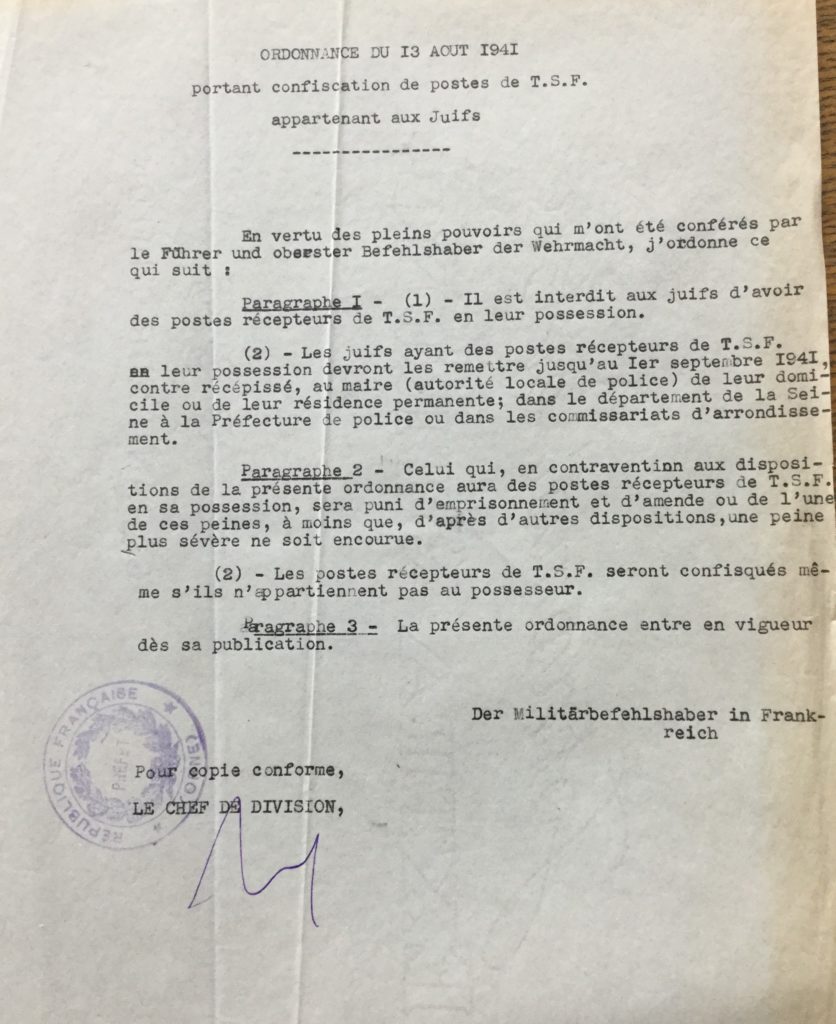 ORDONNANCE DU I3 AOUT I94I
portant confiscation de postes de T.S.F.
appartenant aux Juifs
-----------------
En vertu des pleins pouvoirs qui m'ont été conférés par
le Führer und oberster Befehlshaber der Wehrmacht, j'ordonne ce
qui suit :
Paragraphe I - (1) - Il est interdit aux juifs d'avoir
des postes récepteurs de T.S.F. en leur possession.
(2) - Les juifs ayant des postes récepteurs de T.S.F.
en leur possession devront les remettre jusqu'au Ier septembre I94I,
contre récépissé, au maire (autorité locale de police) de leur domi-
cile ou de leur résidence permanente; dans le département de la Sei-
ne à la Préfecture de police ou dans les commissariats d'arrondisse-
ment.
Paragraphe 2 - Celui qui, en contravention aux disposi-
tions de la présente ordonnance aura des postes récepteurs de T.S.F.
en sa possession, sera puni d'emprisonnement et d'amende ou de l'une
de ces peines, à moins que, d'après d'autres dispositions,une peine
plus sévère ne soit encourue.
(2) - Les postes récepteurs de T.S.F. seront confisqués mê-
me s'ils n'appartiennent pas au possesseur.
Paragraphe 3 - La présente ordonnance entre en vigueur
dès sa publication.
Der Militärbefehlshaber in Frank-
reich
Pour copie conforme,
LE CHEF DE DIVISION,
RÉPUBLIQUE FRANÇAISE